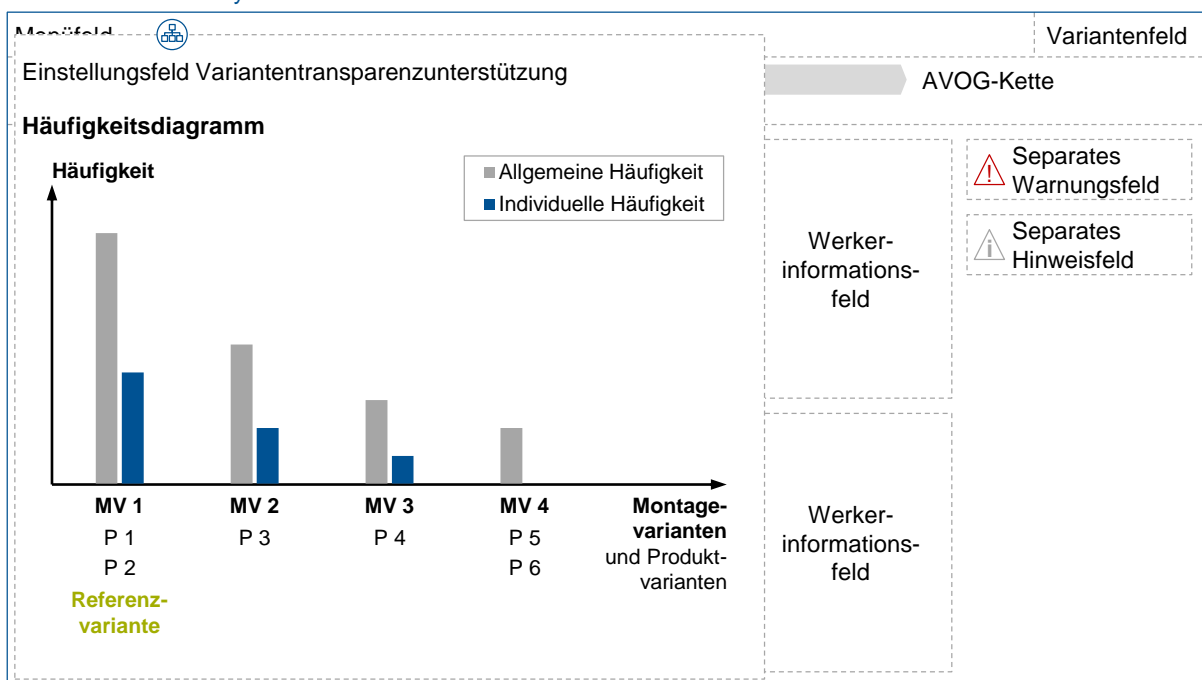 Menüfeld
Variantenfeld
Einstellungsfeld Variantentransparenzunterstützung
AVOG-Kette
Häufigkeitsdiagramm
Häufigkeit
Allgemeine Häufigkeit
Individuelle Häufigkeit
MV 1
MV 2
MV 3
MV 4
P 1
P 3
P 4
P 5
P 2
P 6
Montage-
varianten
und Produkt-
varianten
Referenz-
variante
Werker-
informations-
feld
Werker-
informations-
feld
Separates
Warnungsfeld
Separates
Hinweisfeld